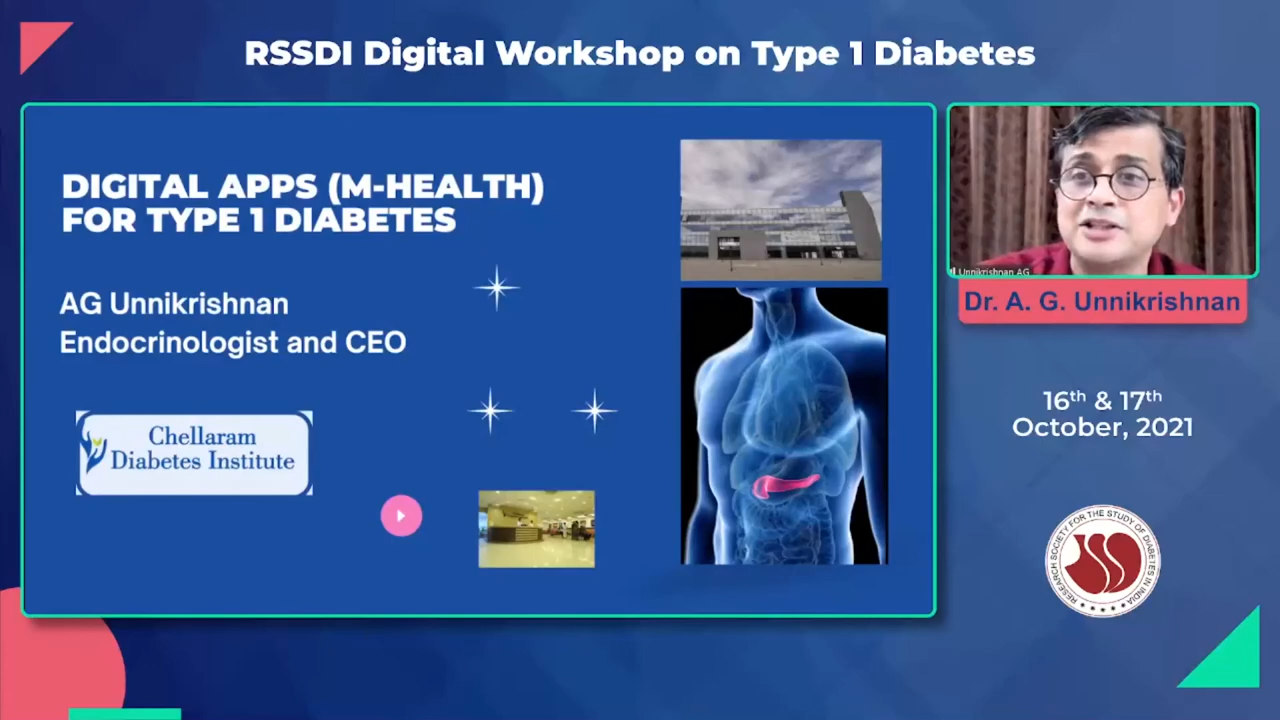 RSSDI Digital Workshop on Type 1 Diabetes
DIGITAL APPS (M-HEALTH)
FOR TYPE 1 DIABETES
AG Unnikrishnan
Endocrinologist and CEO
Chellaram
Diabetes Institute
Unnikrishnan AG
Dr. A. G. Unnikrishnan
16th & 17th
October, 2021
RESEARCH SOCIETY FOR THE STUDY OF DIABETES IN INDIA